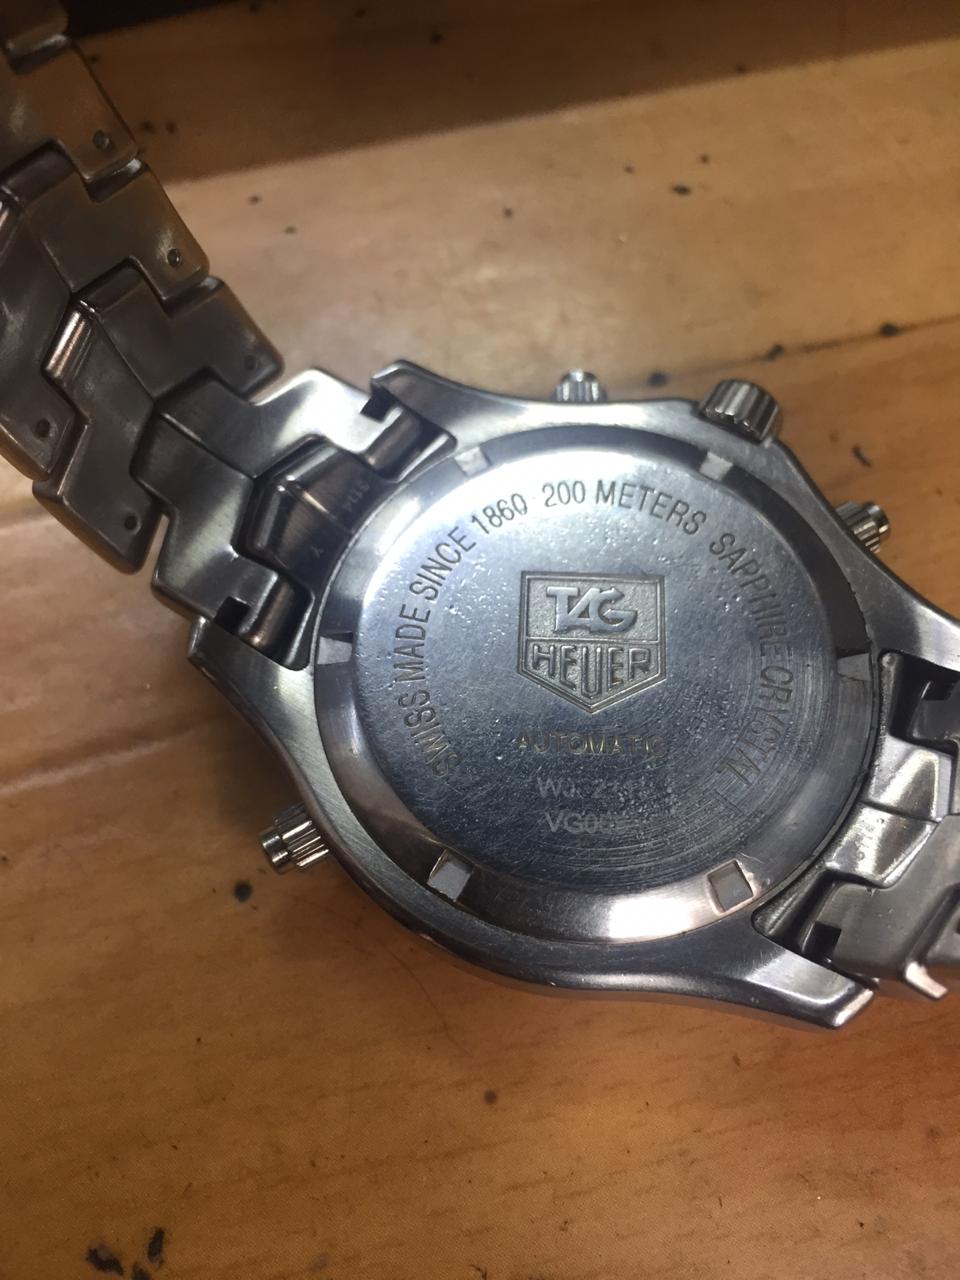 SWISS MADE SINCE 1860 200 METERS SAPPHIRE CRYSTAL
TAG
HEUER
AUTOMATIC